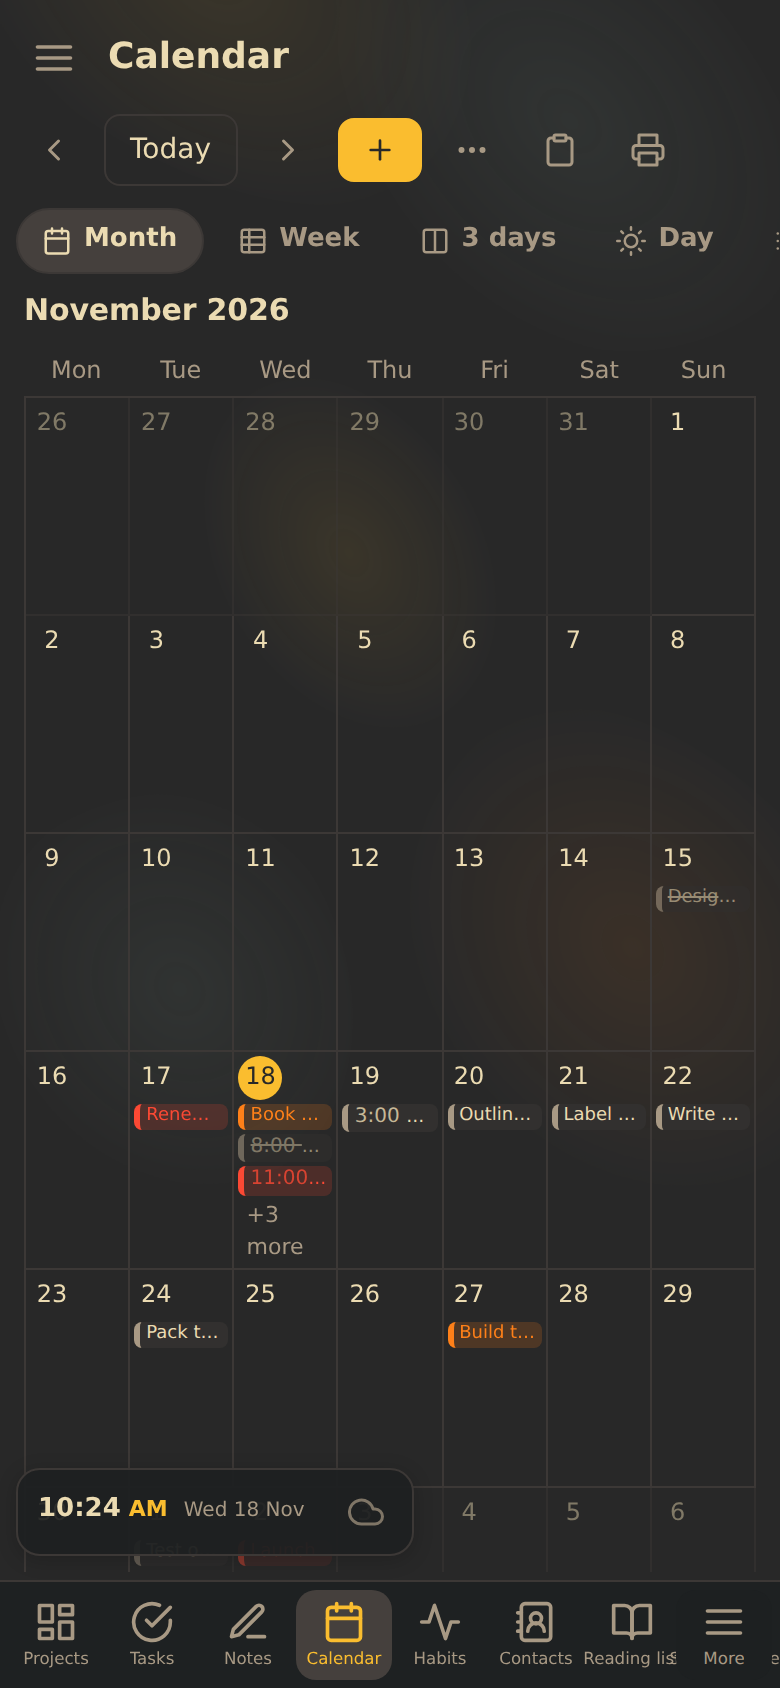 Calendar
Today
Month Week 3 days Day
November 2026
Mon Tue Wed Thu Fri Sat Sun
26 27 28 29 30 31 1
2 3 4 5 6 7 8
9 10 11 12 13 14 15
Desig...
16 17 18 19 20 21 22
Rene... Book ... 3:00 ... Outlin... Label ... Write ...
8:00 ...
11:00...
+3
more
23 24 25 26 27 28 29
Pack t... Build t...
4 5 6
10:24 AM Wed 18 Nov
Projects Tasks Notes Calendar Habits Contacts Reading lis More